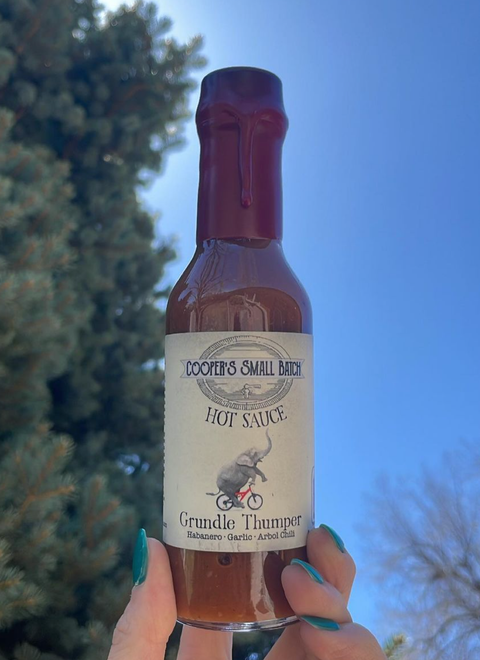 COOPER'S SMALL BATCH
HOT SAUCE
Grundle Thumper
Habanero · Garlic · Arbol Chili